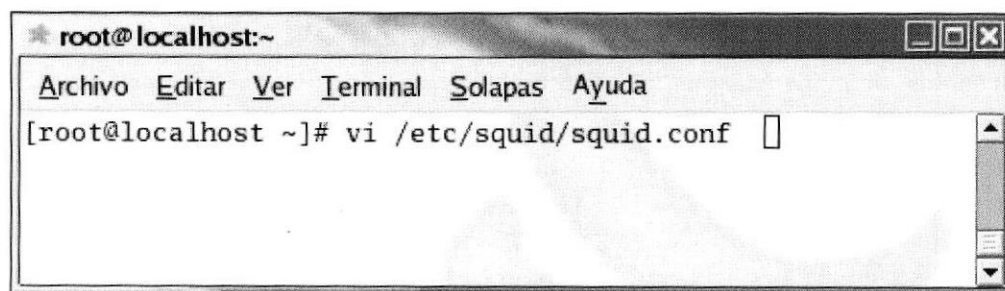 root@localhost:~
Archivo Editar Ver Terminal Solapas Ayuda
[root@localhost ~]# vi /etc/squid/squid.conf